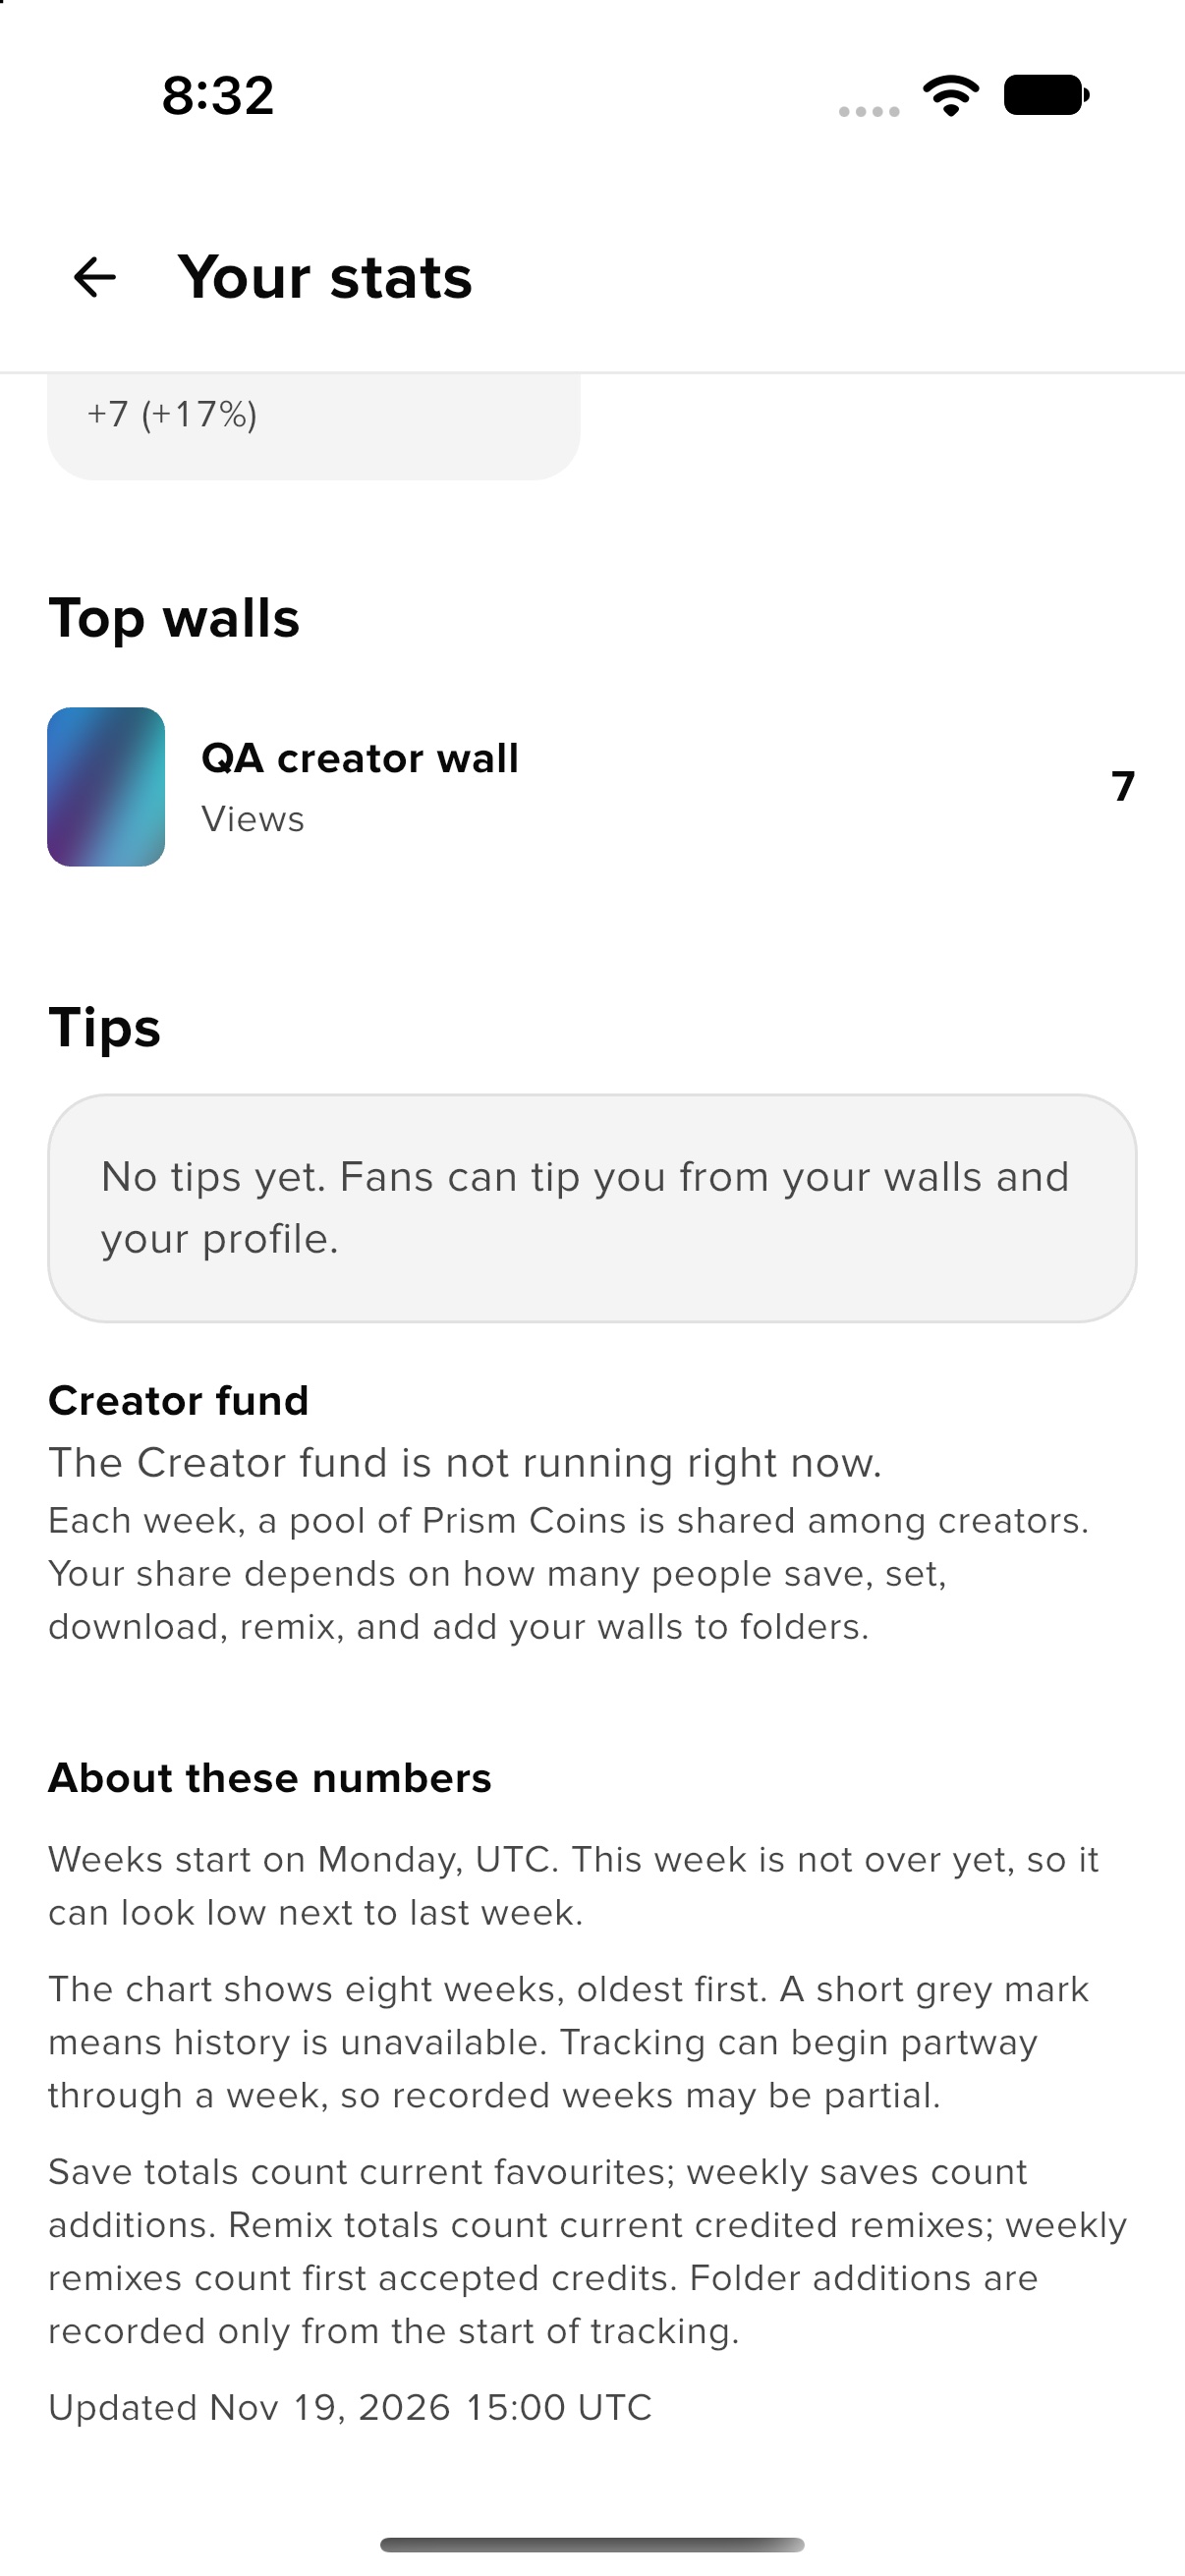 8:32
Your stats
+7 (+17%)
Top walls
QA creator wall
Views
7
Tips
No tips yet. Fans can tip you from your walls and
your profile.
Creator fund
The Creator fund is not running right now.
Each week, a pool of Prism Coins is shared among creators.
Your share depends on how many people save, set,
download, remix, and add your walls to folders.
About these numbers
Weeks start on Monday, UTC. This week is not over yet, so it
can look low next to last week.
The chart shows eight weeks, oldest first. A short grey mark
means history is unavailable. Tracking can begin partway
through a week, so recorded weeks may be partial.
Save totals count current favourites; weekly saves count
additions. Remix totals count current credited remixes; weekly
remixes count first accepted credits. Folder additions are
recorded only from the start of tracking.
Updated Nov 19, 2026 15:00 UTC